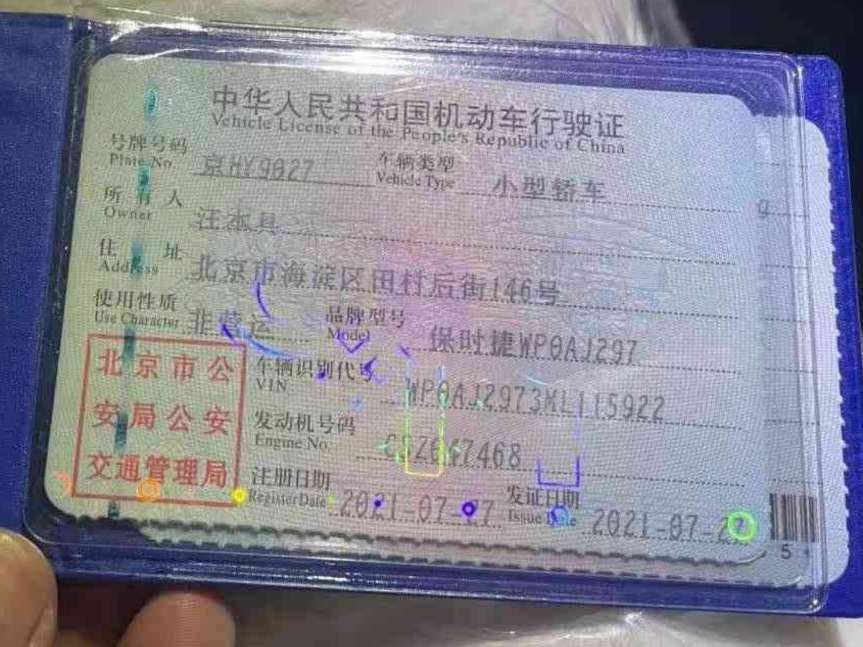 中华人民共和国机动车行驶证
Vehicle License of the People's Republic of China
号牌号码 京HY9027 车辆类型 小型轿车
Plate No. Vehicle Type
所有人 汪本具
Owner
住址 北京市海淀区田村后街146号
Address
使用性质 非营运 品牌型号 保时捷WP0AJ297
Use Character Model
北京市公
安局公安
交通管理局
车辆识别代号 WP0AJ2973ML115922
VIN
发动机号码 CSZ647468
Engine No.
注册日期 2021-07-27 发证日期 2021-07-27
Register Date Issue Date
g
5